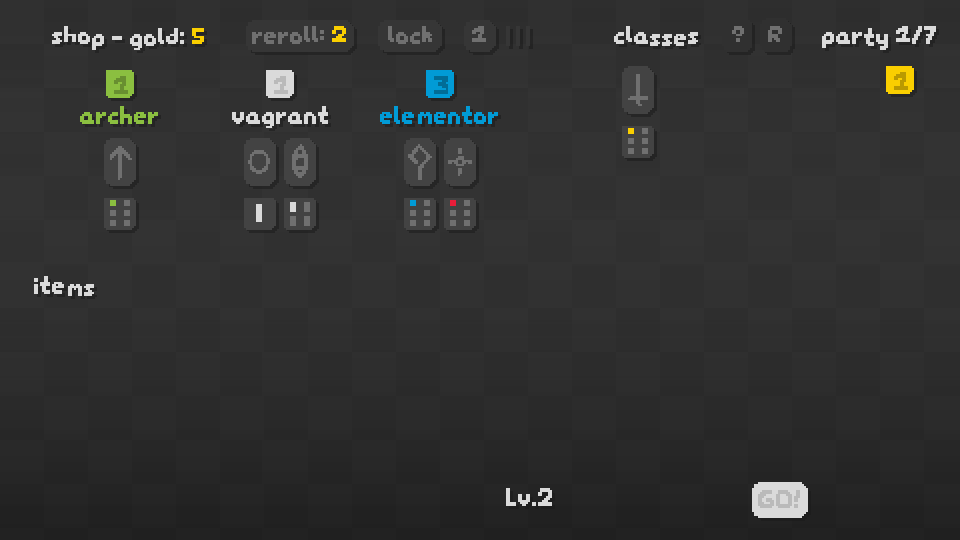 shop - gold: 5 reroll: 2 lock 1 classes ? R party 1/7
1 1 3 1
archer vagrant elementor
items
Lv.2 GO!